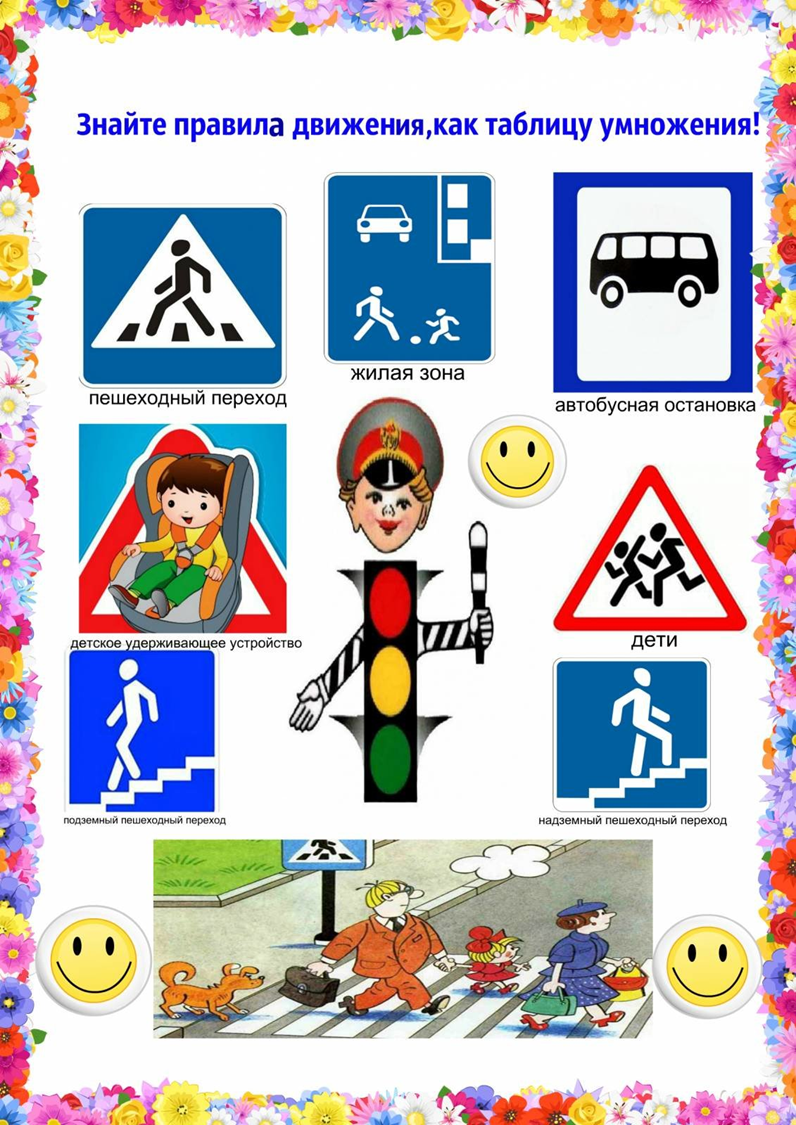 Знайте правила движения,как таблицу умножения!
пешеходный переход
жилая зона
автобусная остановка
детское удерживающее устройство
дети
подземный пешеходный переход
надземный пешеходный переход